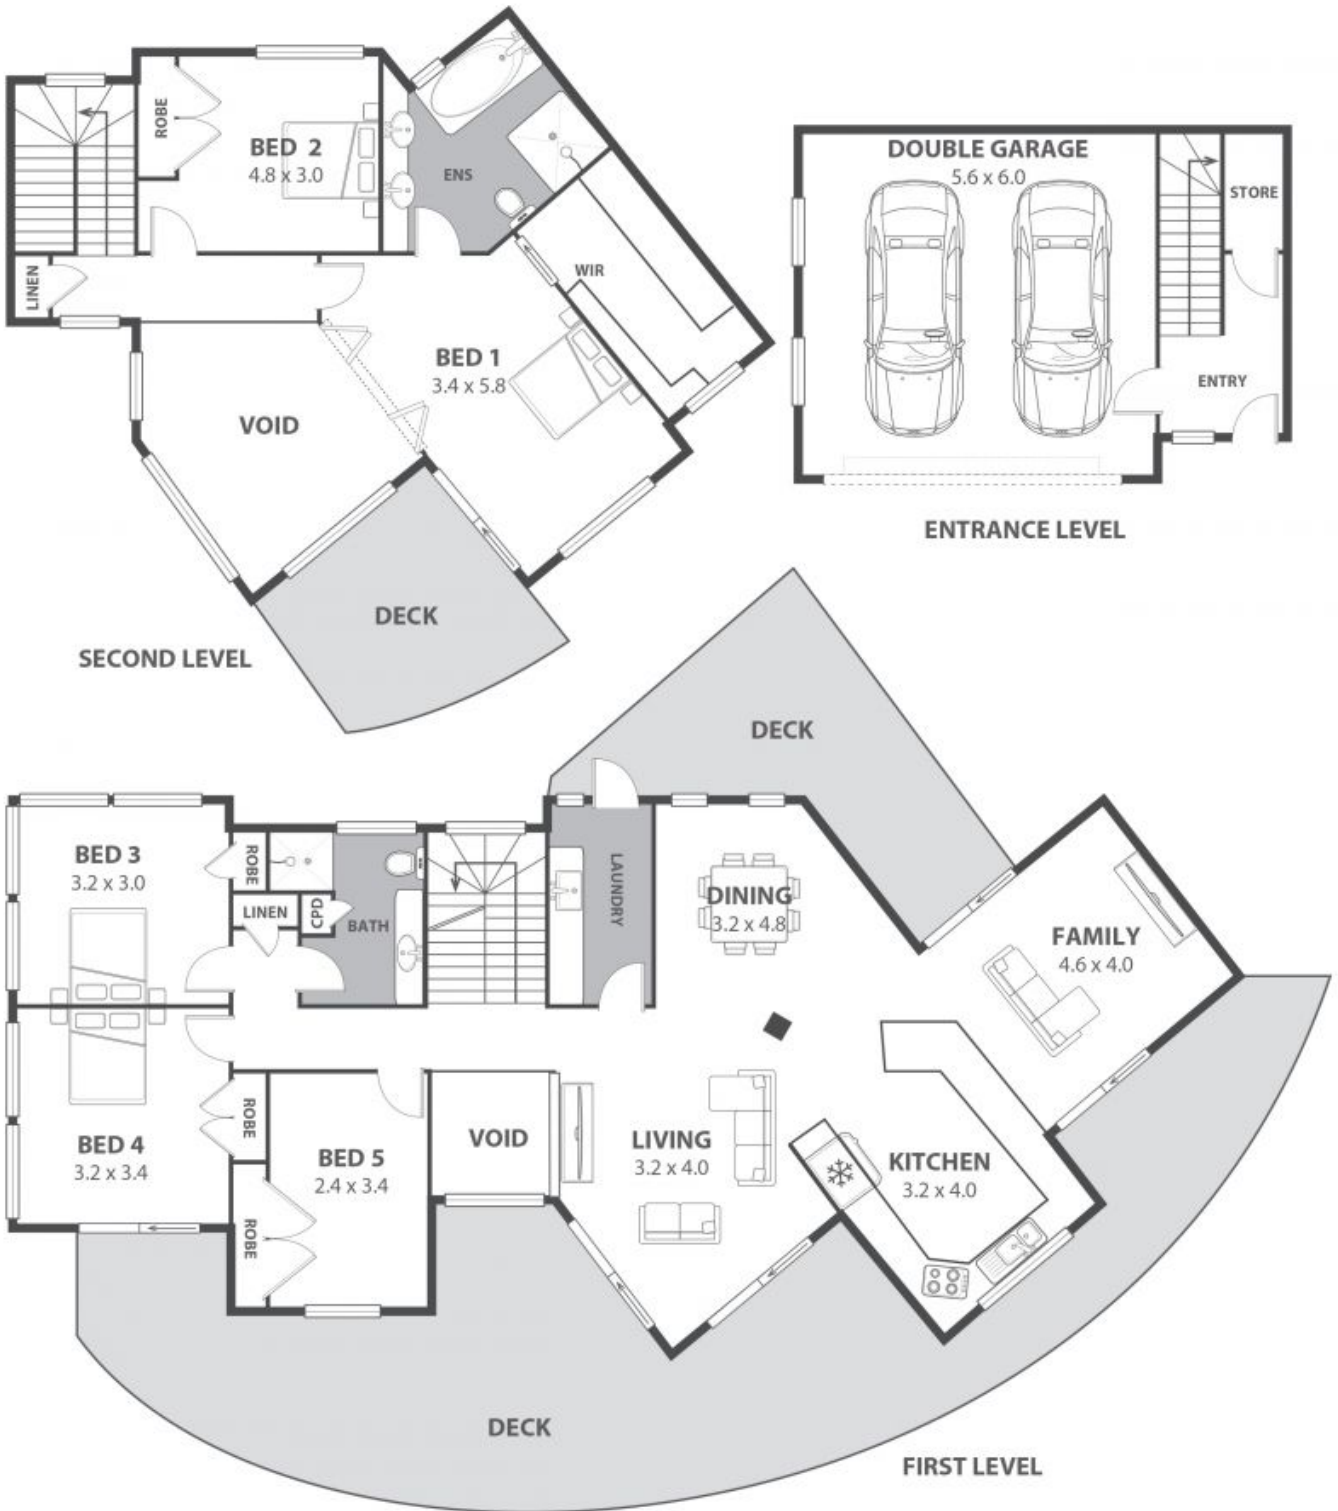 ROBE
BED 2
4.8 x 3.0
ENS
LINEN
WIR
BED 1
3.4 x 5.8
VOID
DECK
SECOND LEVEL
DOUBLE GARAGE
5.6 x 6.0
STORE
ENTRY
ENTRANCE LEVEL
DECK
BED 3
3.2 x 3.0
ROBE
LINEN
CPD
BATH
LAUNDRY
DINING
3.2 x 4.8
FAMILY
4.6 x 4.0
BED 4
3.2 x 3.4
ROBE
ROBE
BED 5
2.4 x 3.4
VOID
LIVING
3.2 x 4.0
KITCHEN
3.2 x 4.0
DECK
FIRST LEVEL